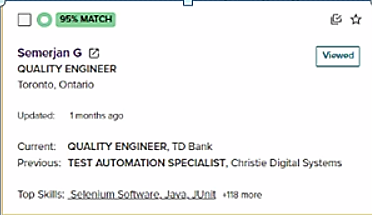 95% MATCH
Semerjan G
Viewed
QUALITY ENGINEER
Toronto, Ontario
Updated: 1 months ago
Current: QUALITY ENGINEER, TD Bank
Previous: TEST AUTOMATION SPECIALIST, Christie Digital Systems
Top Skills: Selenium Software, Java, JUnit +118 more